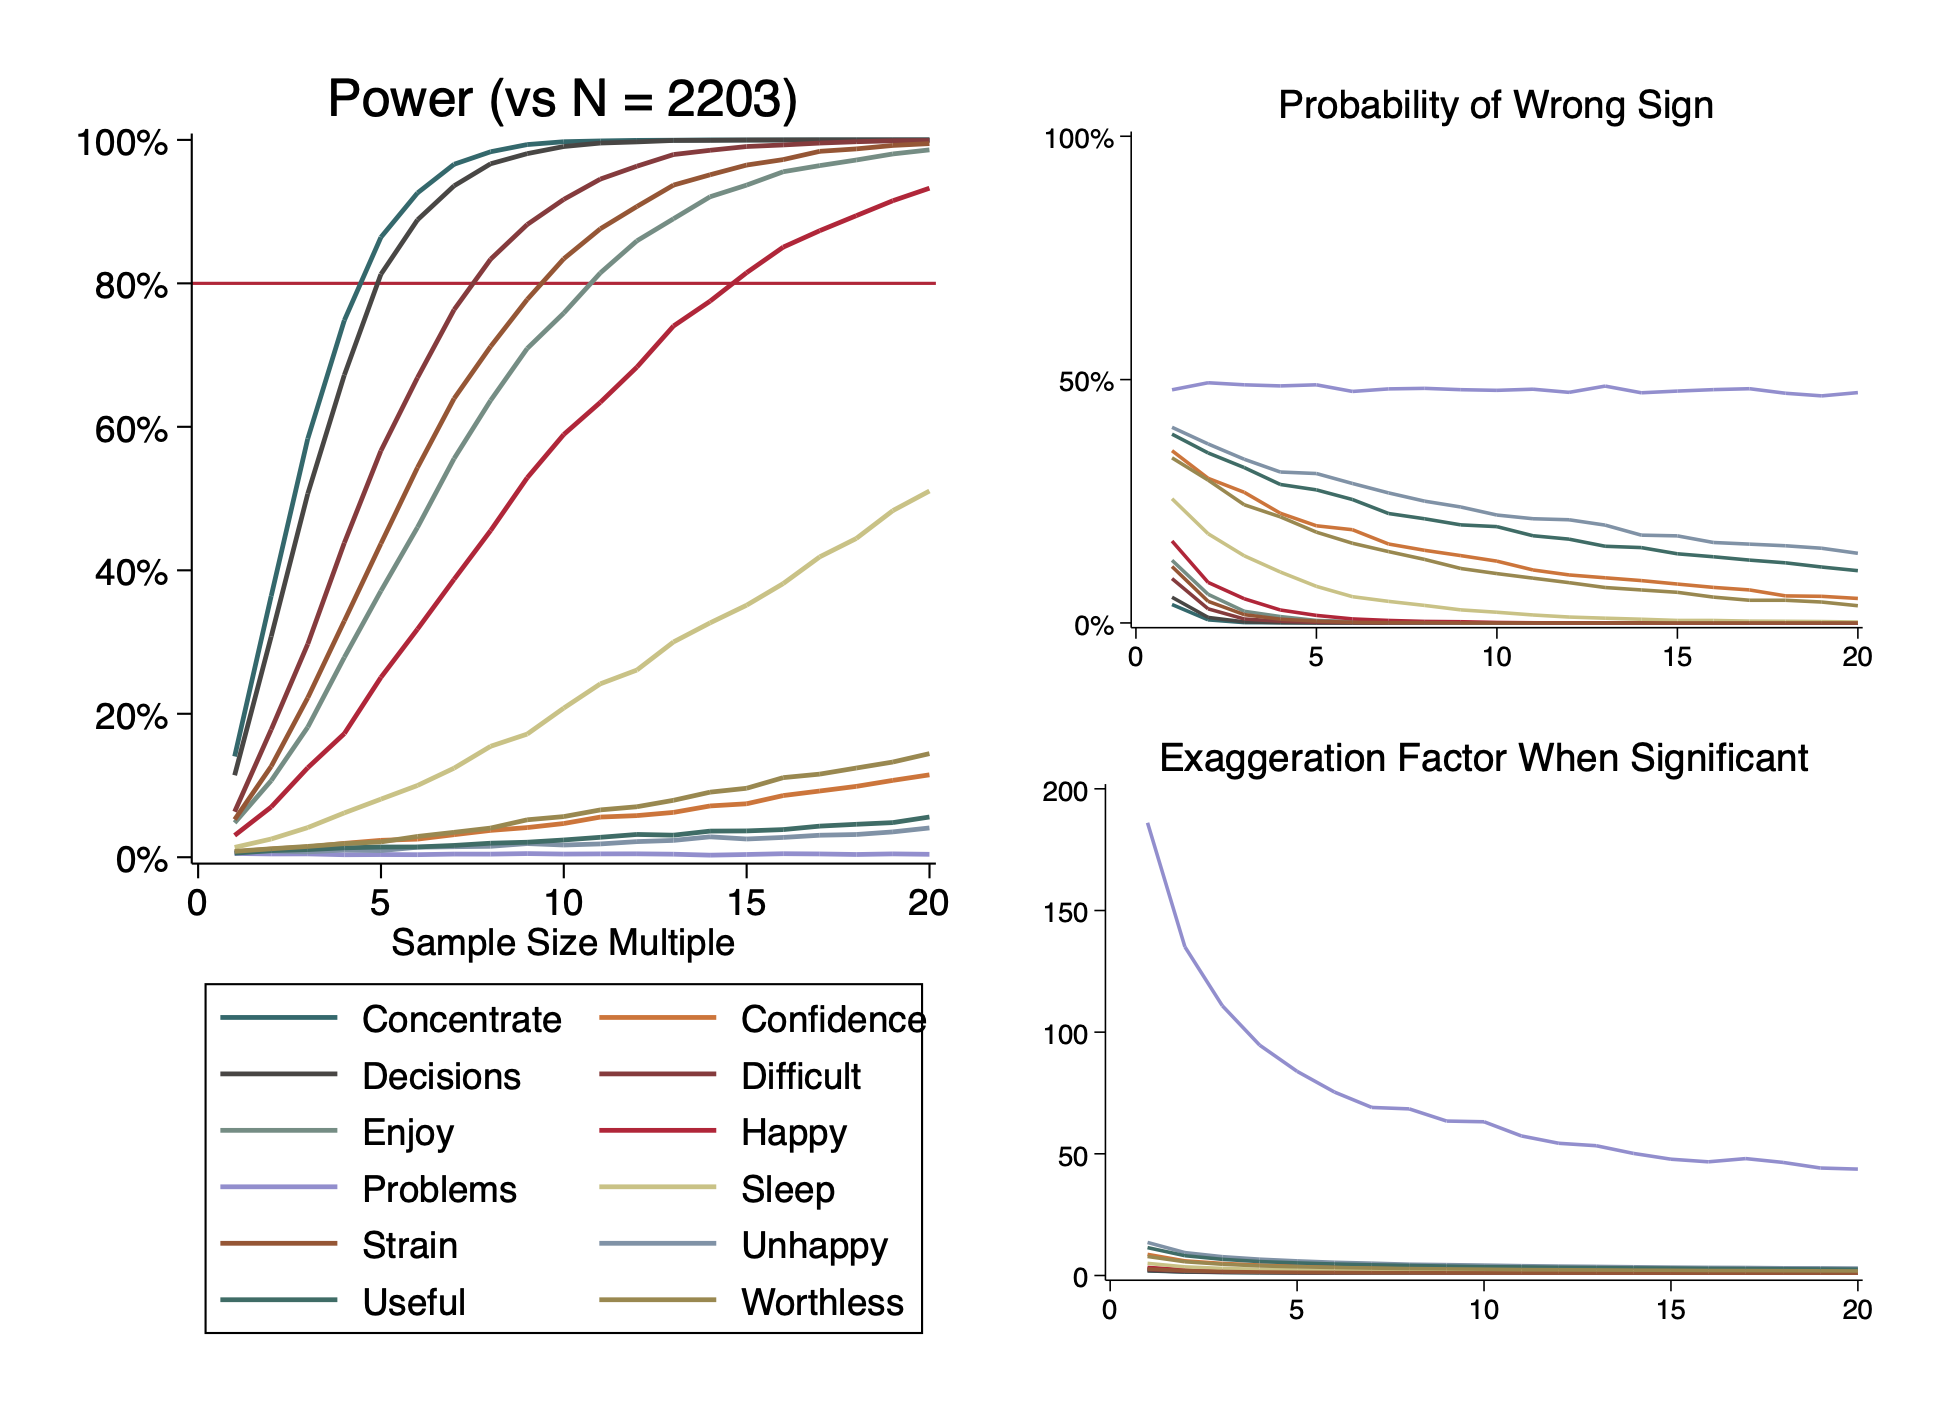 Power (vs N = 2203)
100%
80%
60%
40%
20%
0%
0 5 10 15 20
Sample Size Multiple
Concentrate Confidence
Decisions Difficult
Enjoy Happy
Problems Sleep
Strain Unhappy
Useful Worthless
Probability of Wrong Sign
100%
50%
0%
0 5 10 15 20
Exaggeration Factor When Significant
200
150
100
50
0
0 5 10 15 20